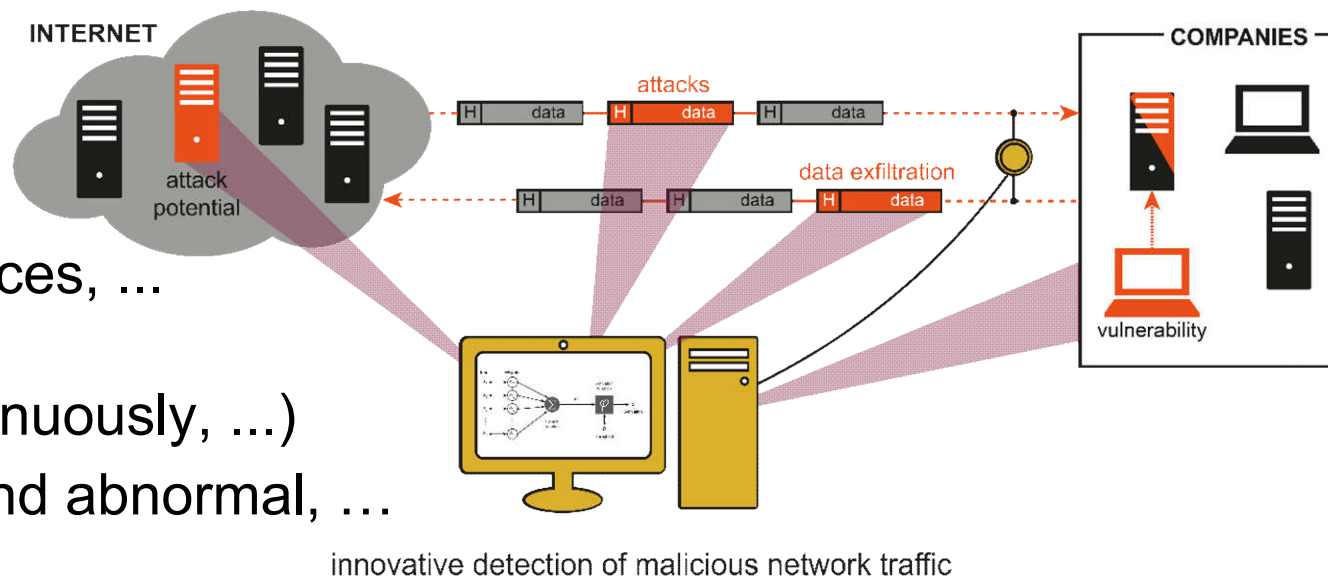 INTERNET
COMPANIES
attacks
H data H data H data
attack
potential
data exfiltration
H data H data H data
ces, ...
vulnerability
nuously, ...)
nd abnormal, …
innovative detection of malicious network traffic